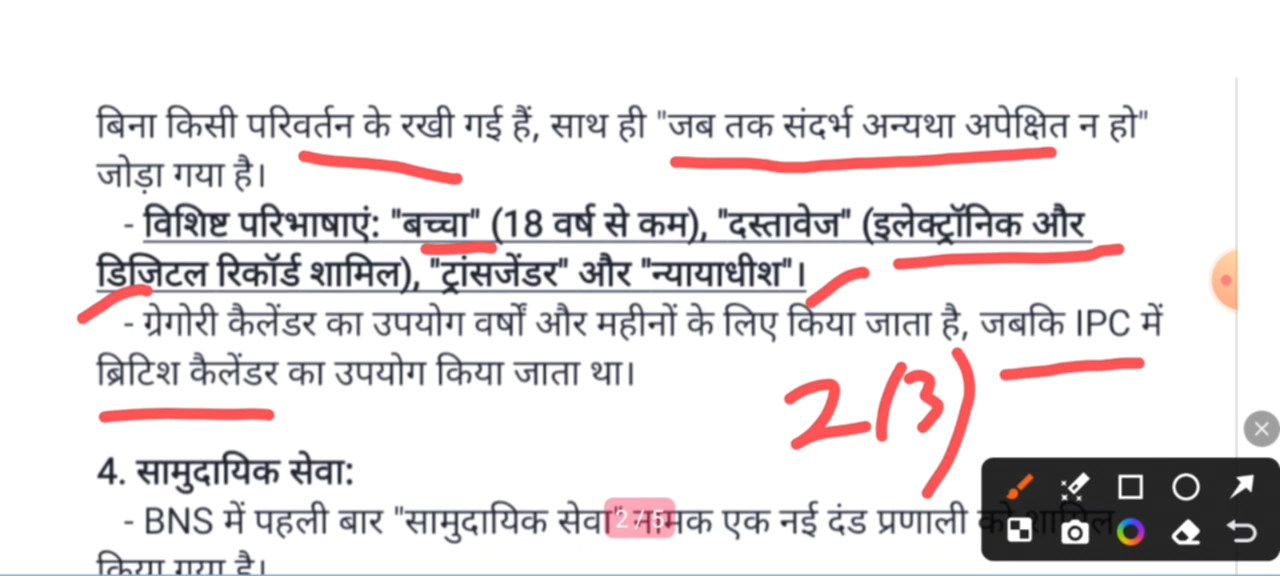 बिना किसी परिवर्तन के रखी गई हैं, साथ ही "जब तक संदर्भ अन्यथा अपेक्षित न हो"
जोड़ा गया है।
- विशिष्ट परिभाषाएं: "बच्चा" (18 वर्ष से कम), "दस्तावेज" (इलेक्ट्रॉनिक और
डिजिटल रिकॉर्ड शामिल), "ट्रांसजेंडर" और "न्यायाधीश"।
- ग्रेगोरी कैलेंडर का उपयोग वर्षों और महीनों के लिए किया जाता है, जबकि IPC में
ब्रिटिश कैलेंडर का उपयोग किया जाता था।
2(3)
4. सामुदायिक सेवा:
- BNS में पहली बार "सामुदायिक सेवा" नामक एक नई दंड प्रणाली को शामिल
2 / 5
किया गया है।